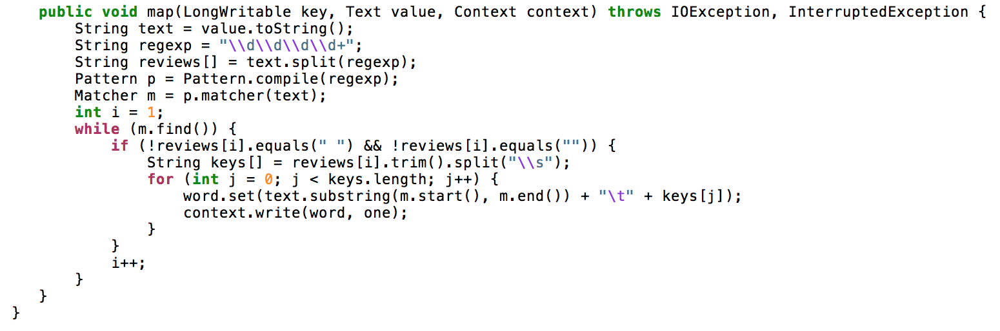 public void map(LongWritable key, Text value, Context context) throws IOException, InterruptedException {
String text = value.toString();
String regexp = "\\d\\d\\d\\d+";
String reviews[] = text.split(regexp);
Pattern p = Pattern.compile(regexp);
Matcher m = p.matcher(text);
int i = 1;
while (m.find()) {
if (!reviews[i].equals(" ") && !reviews[i].equals("")) {
String keys[] = reviews[i].trim().split("\\s");
for (int j = 0; j < keys.length; j++) {
word.set(text.substring(m.start(), m.end()) + "\t" + keys[j]);
context.write(word, one);
}
}
i++;
}
}
}